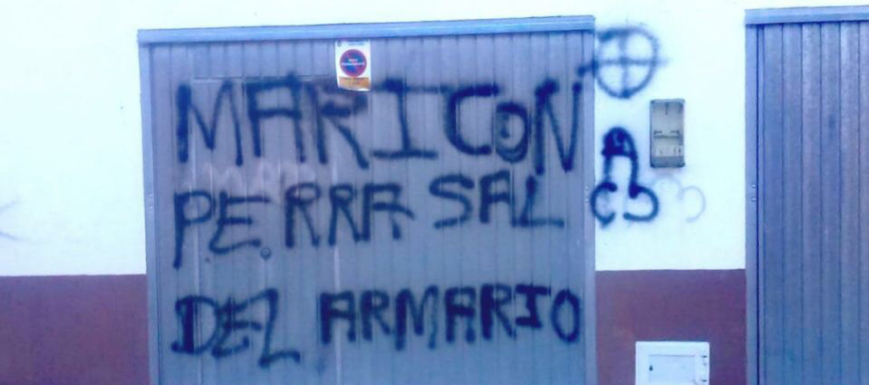 MARICON
PERRA SAL
DEL ARMARIO